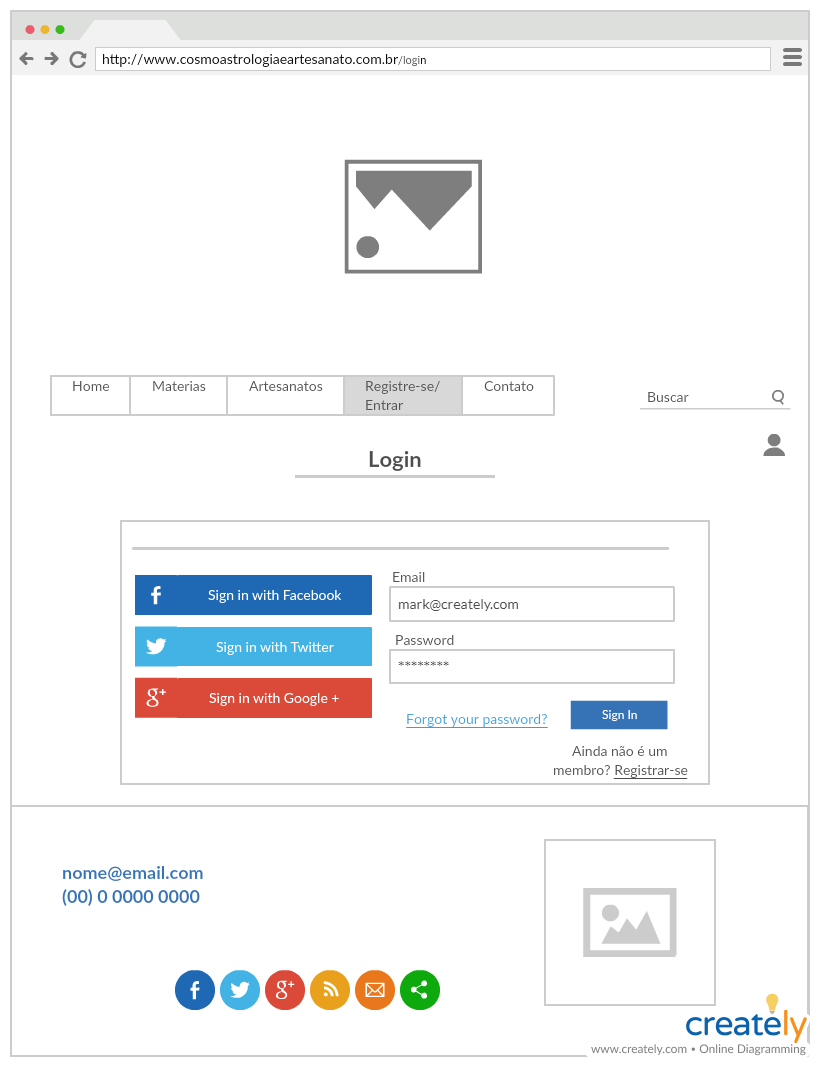 http://www.cosmoastrologiaeartesanato.com.br/login
Home Materias Artesanatos Registre-se/
Entrar Contato
Buscar
Login
Sign in with Facebook
Sign in with Twitter
g+ Sign in with Google +
Email
mark@creately.com
Password
********
Forgot your password? Sign In
Ainda não é um
membro? Registrar-se
nome@email.com
(00) 0 0000 0000
g+
creately
www.creately.com • Online Diagramming